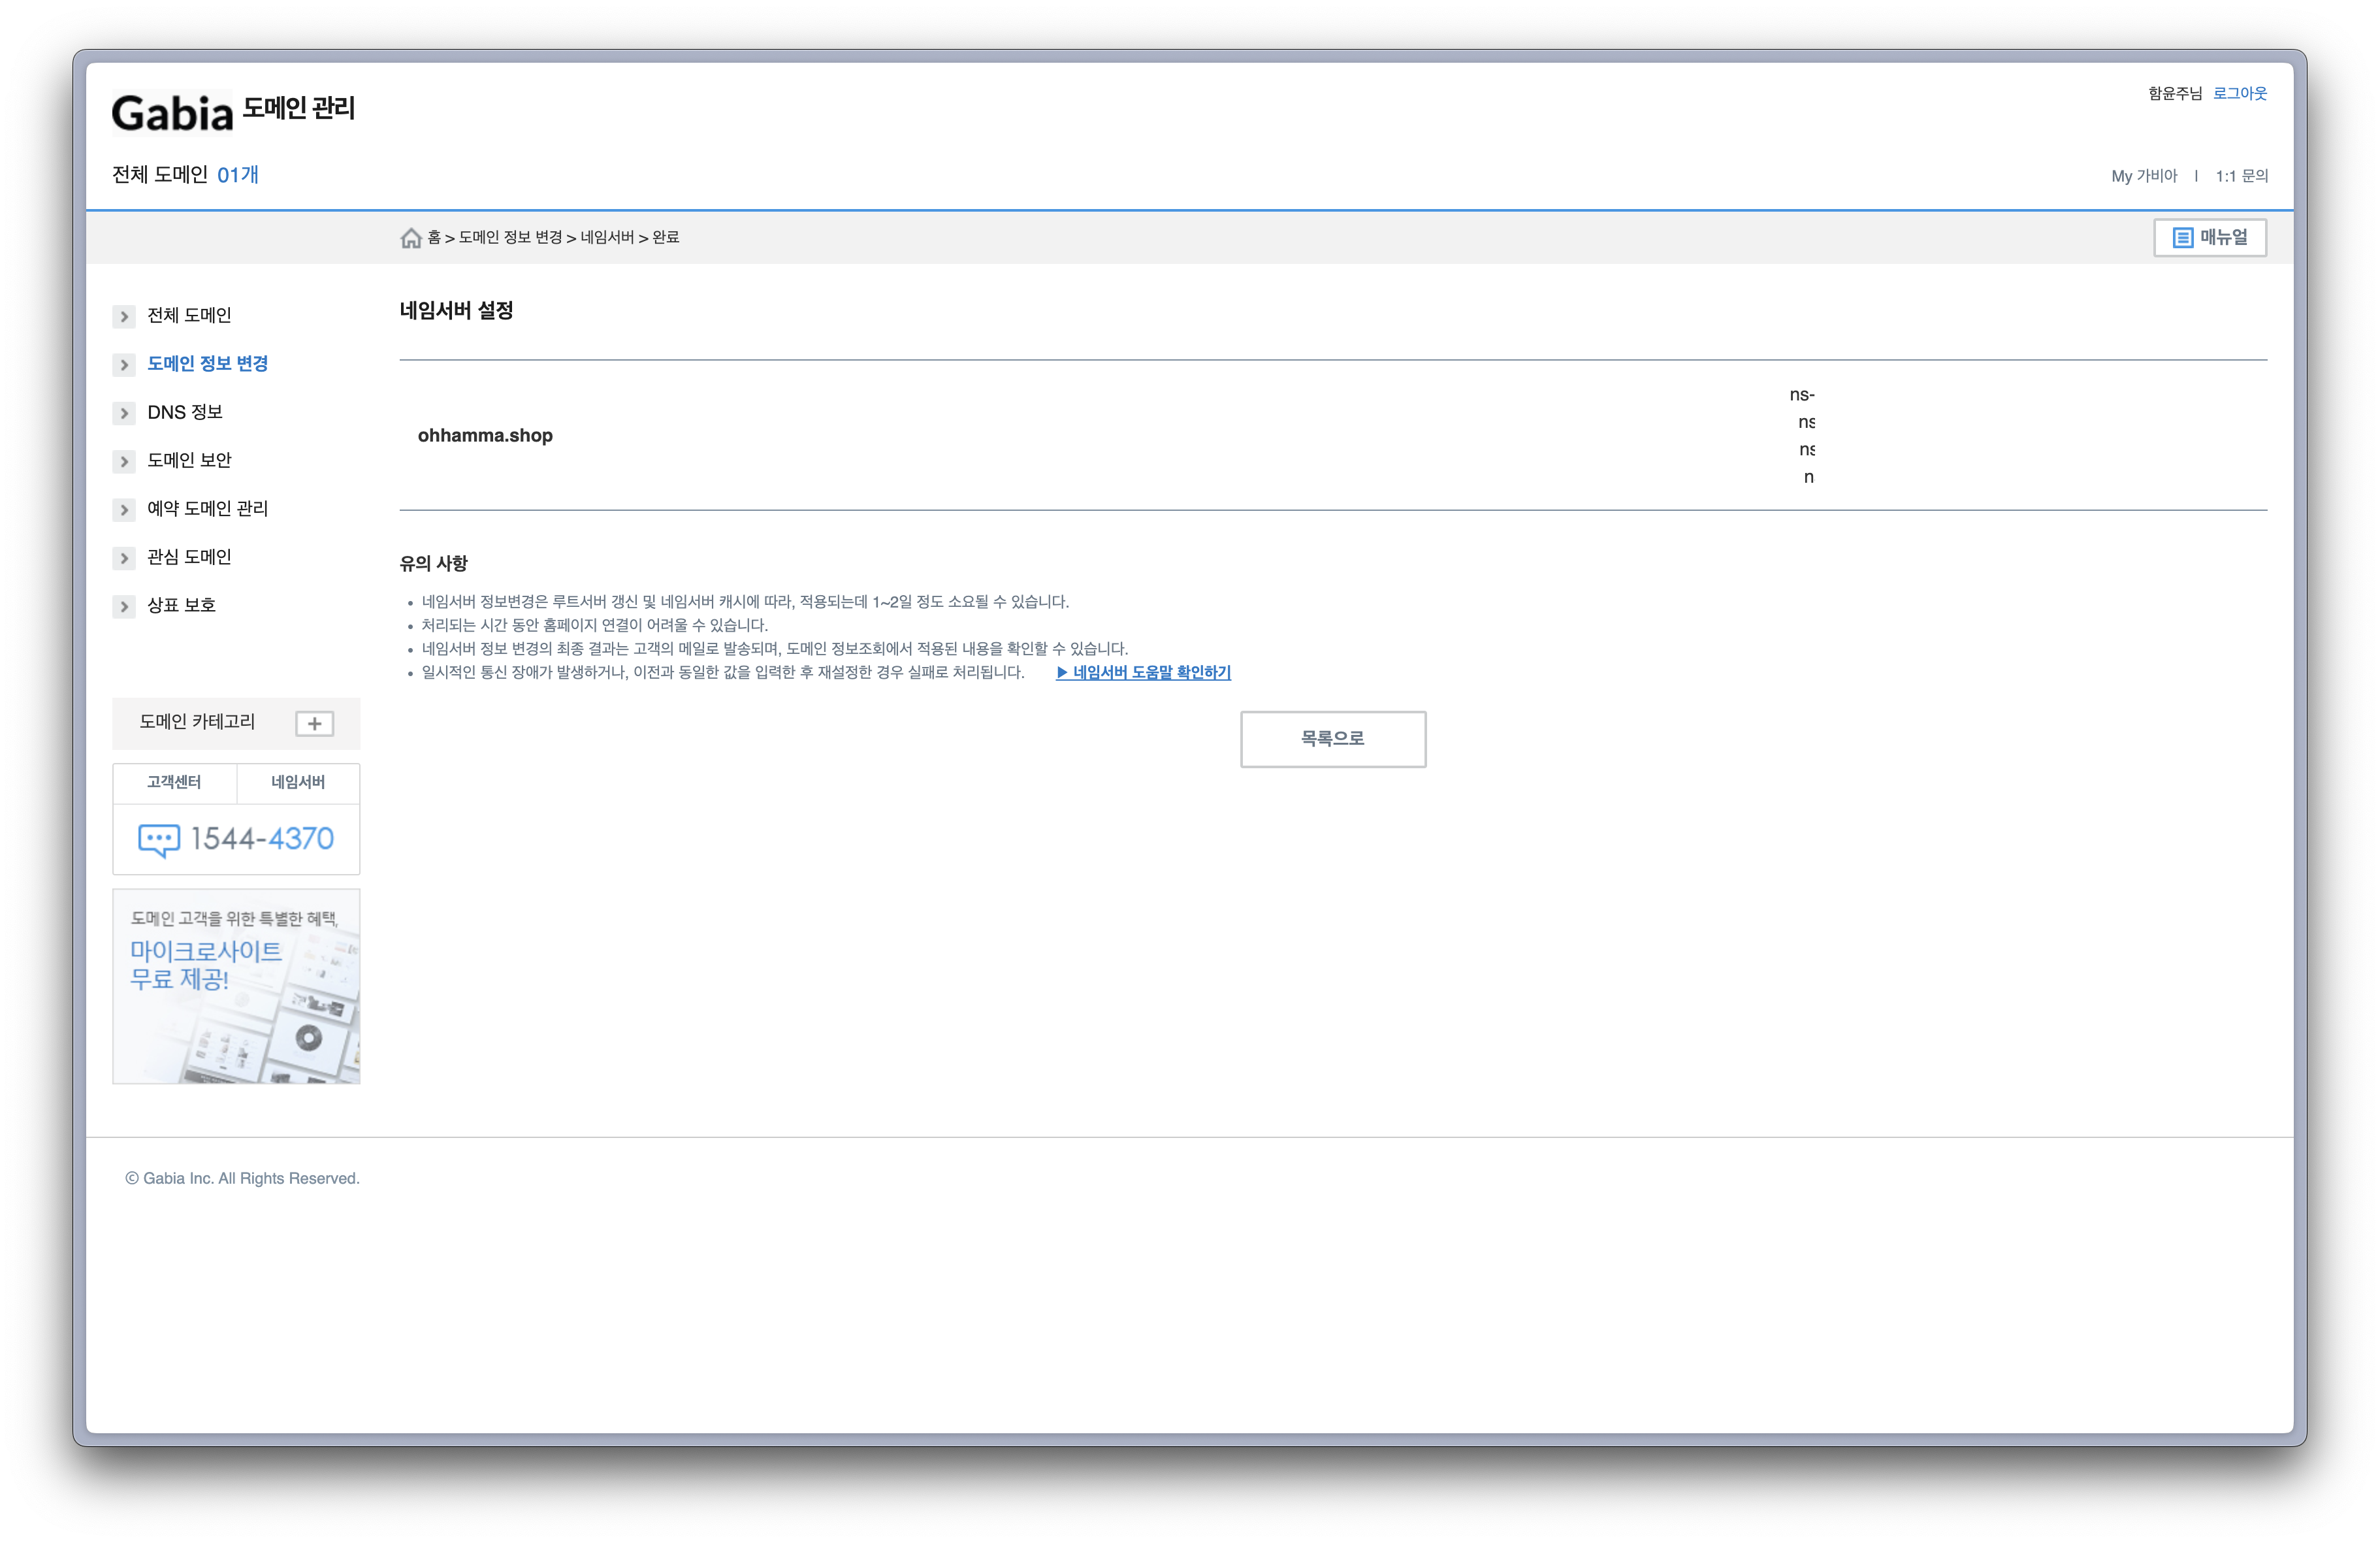 Gabia 도메인 관리
함윤주님 로그아웃
전체 도메인 01개
My 가비아 | 1:1 문의
홈 > 도메인 정보 변경 > 네임서버 > 완료
매뉴얼
전체 도메인
도메인 정보 변경
DNS 정보
도메인 보안
예약 도메인 관리
관심 도메인
상표 보호
도메인 카테고리
고객센터 네임서버
1544-4370
도메인 고객을 위한 특별한 혜택,
마이크로사이트
무료 제공!
네임서버 설정
ohhamma.shop
ns-
ns
ns
n
유의 사항
• 네임서버 정보변경은 루트서버 갱신 및 네임서버 캐시에 따라, 적용되는데 1~2일 정도 소요될 수 있습니다.
• 처리되는 시간 동안 홈페이지 연결이 어려울 수 있습니다.
• 네임서버 정보 변경의 최종 결과는 고객의 메일로 발송되며, 도메인 정보조회에서 적용된 내용을 확인할 수 있습니다.
• 일시적인 통신 장애가 발생하거나, 이전과 동일한 값을 입력한 후 재설정한 경우 실패로 처리됩니다. ▶ 네임서버 도움말 확인하기
목록으로
© Gabia Inc. All Rights Reserved.